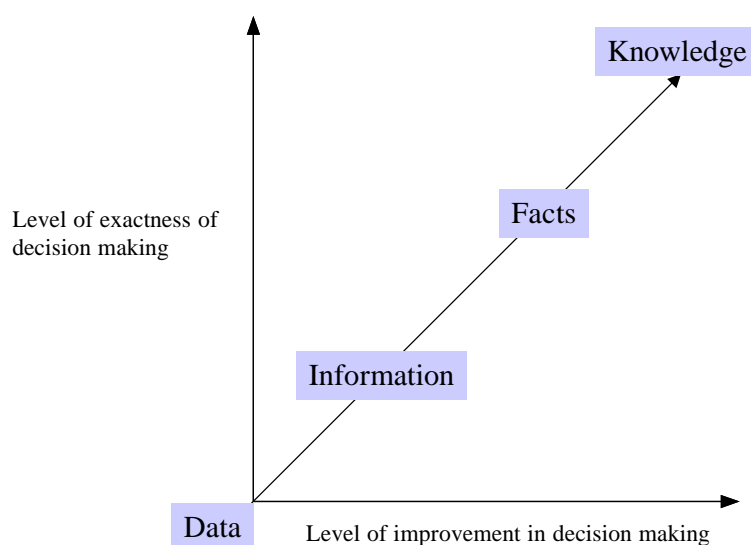 Knowledge
Level of exactness of
decision making
Facts
Information
Data
Level of improvement in decision making